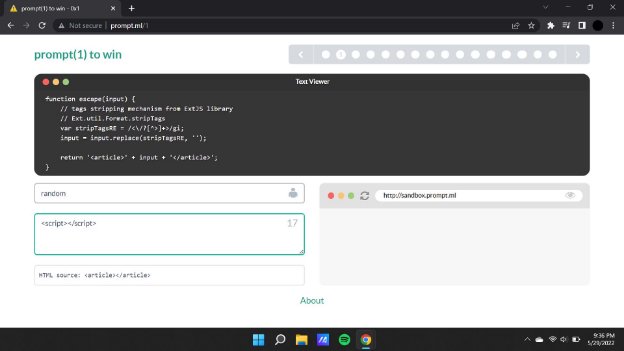 prompt(1) to win - 0x1
Not secure | prompt.ml/1
prompt(1) to win
1
Text Viewer
function escape(input) {
// tags stripping mechanism from ExtJS library
// Ext.util.Format.stripTags
var stripTagsRE = /<\/?[^>]+>/gi;
input = input.replace(stripTagsRE, '');
return '<article>' + input + '</article>';
}
random
http://sandbox.prompt.ml
<script></script>
17
HTML source: <article></article>
About
9:36 PM
5/29/2022